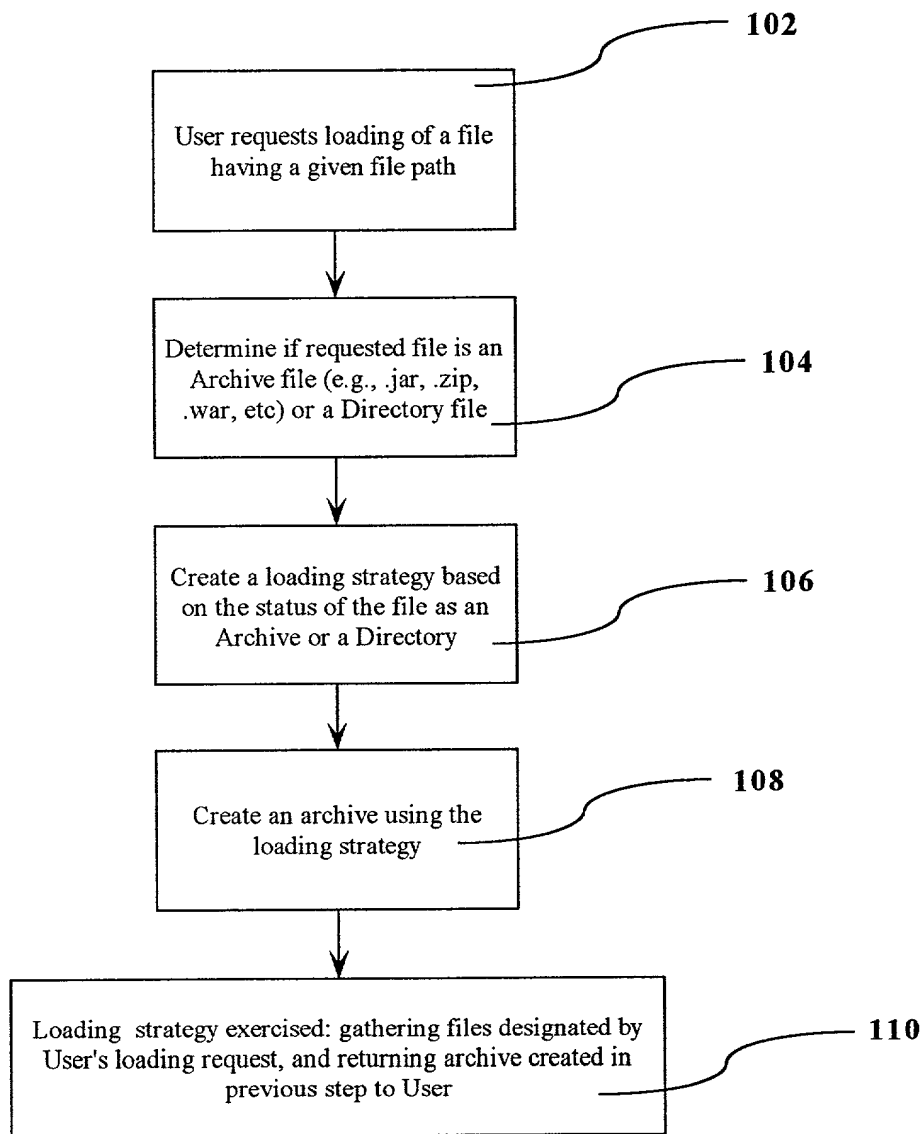 102
User requests loading of a file
having a given file path
Determine if requested file is an
Archive file (e.g., .jar, .zip,
.war, etc) or a Directory file
104
Create a loading strategy based
on the status of the file as an
Archive or a Directory
106
Create an archive using the
loading strategy
108
Loading strategy exercised: gathering files designated by
User's loading request, and returning archive created in
previous step to User
110